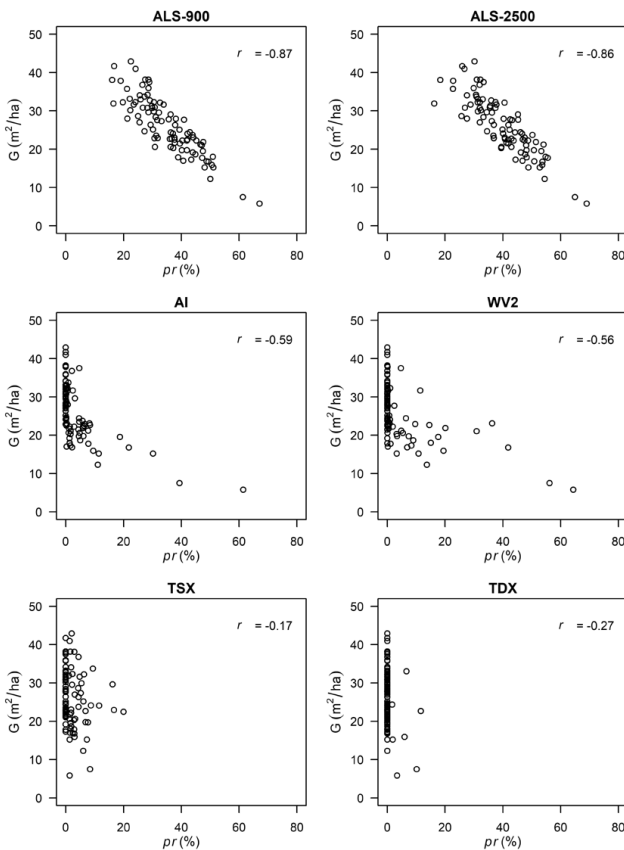 ALS-900
ALS-2500
50
40
30
20
10
0
G (m²/ha)
r = -0.87
0 20 40 60 80
pr (%)
50
40
30
20
10
0
G (m²/ha)
r = -0.86
0 20 40 60 80
pr (%)
AI
WV2
50
40
30
20
10
0
G (m²/ha)
r = -0.59
0 20 40 60 80
pr (%)
50
40
30
20
10
0
G (m²/ha)
r = -0.56
0 20 40 60 80
pr (%)
TSX
TDX
50
40
30
20
10
0
G (m²/ha)
r = -0.17
0 20 40 60 80
pr (%)
50
40
30
20
10
0
G (m²/ha)
r = -0.27
0 20 40 60 80
pr (%)